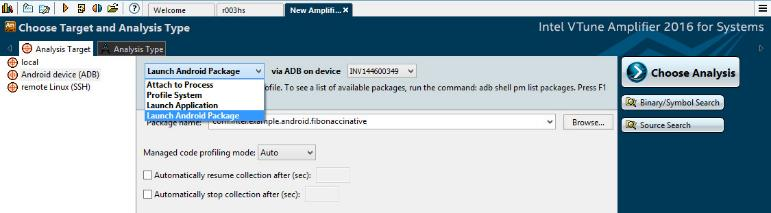 Welcome
r003hs
New Amplifi...
Choose Target and Analysis Type
Intel VTune Amplifier 2016 for Systems
Analysis Target
Analysis Type
local
Android device (ADB)
remote Linux (SSH)
Launch Android Package
via ADB on device
INV144600349
Attach to Process
Profile System
Launch Application
Launch Android Package
ofile. To see a list of available packages, run the command: adb shell pm list packages. Press F1
Package name:
com.intel.example.android.fibonaccinative
Browse...
Managed code profiling mode:
Auto
Automatically resume collection after (sec):
Automatically stop collection after (sec):
Choose Analysis
Binary/Symbol Search
Source Search